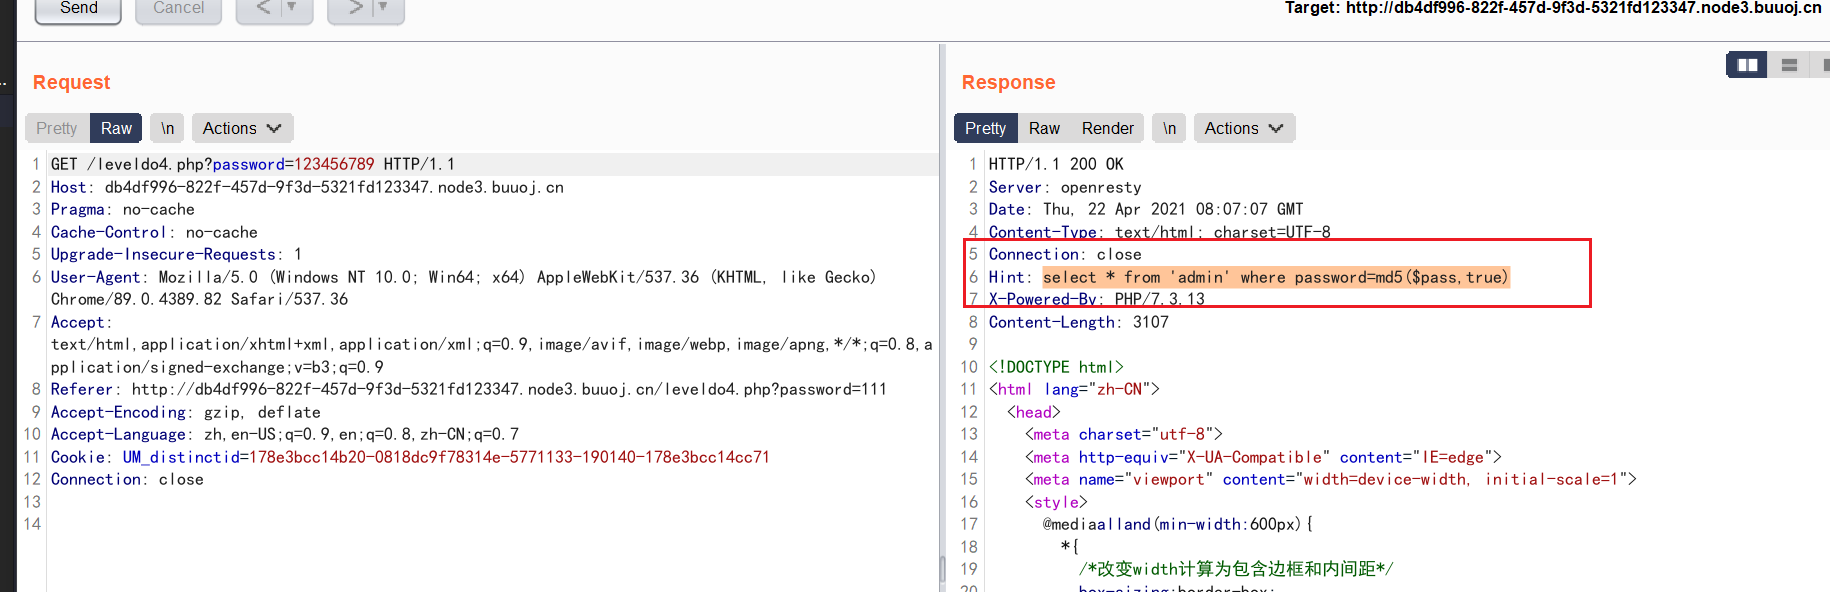 Send
Cancel
<
>
Target: http://db4df996-822f-457d-9f3d-5321fd123347.node3.buuoj.cn
Request
Pretty Raw \n Actions
1 GET /leveldo4.php?password=123456789 HTTP/1.1
2 Host: db4df996-822f-457d-9f3d-5321fd123347.node3.buuoj.cn
3 Pragma: no-cache
4 Cache-Control: no-cache
5 Upgrade-Insecure-Requests: 1
6 User-Agent: Mozilla/5.0 (Windows NT 10.0; Win64; x64) AppleWebKit/537.36 (KHTML, like Gecko)
Chrome/89.0.4389.82 Safari/537.36
7 Accept:
text/html,application/xhtml+xml,application/xml;q=0.9,image/avif,image/webp,image/apng,*/*;q=0.8,a
pplication/signed-exchange;v=b3;q=0.9
8 Referer: http://db4df996-822f-457d-9f3d-5321fd123347.node3.buuoj.cn/leveldo4.php?password=111
9 Accept-Encoding: gzip, deflate
10 Accept-Language: zh,en-US;q=0.9,en;q=0.8,zh-CN;q=0.7
11 Cookie: UM_distinctid=178e3bcc14b20-0818dc9f78314e-5771133-190140-178e3bcc14cc71
12 Connection: close
13
14
Response
Pretty Raw Render \n Actions
1 HTTP/1.1 200 OK
2 Server: openresty
3 Date: Thu, 22 Apr 2021 08:07:07 GMT
4 Content-Type: text/html; charset=UTF-8
5 Connection: close
6 Hint: select * from 'admin' where password=md5($pass,true)
7 X-Powered-By: PHP/7.3.13
8 Content-Length: 3107
9
10 <!DOCTYPE html>
11 <html lang="zh-CN">
12 <head>
13 <meta charset="utf-8">
14 <meta http-equiv="X-UA-Compatible" content="IE=edge">
15 <meta name="viewport" content="width=device-width, initial-scale=1">
16 <style>
17 @mediaalland(min-width:600px){
18 *{
19 /*改变width计算为包含边框和内间距*/
20 box-sizing:border-box;